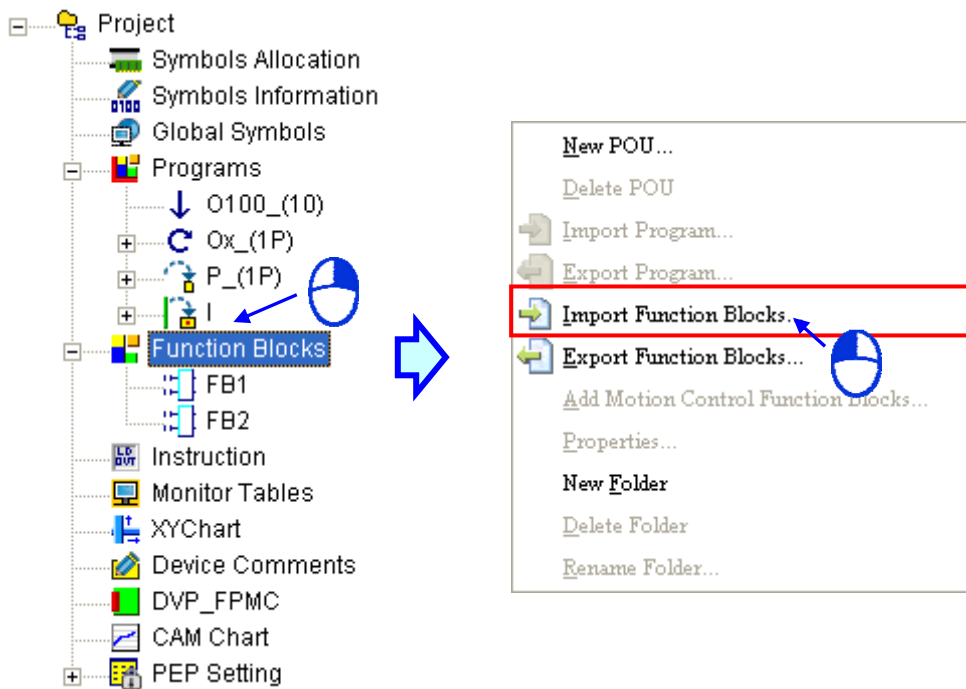 Project
Symbols Allocation
Symbols Information
Global Symbols
Programs
O100_(10)
Ox_(1P)
P_(1P)
I
Function Blocks
FB1
FB2
Instruction
Monitor Tables
XYChart
Device Comments
DVP_FPMC
CAM Chart
PEP Setting
New POU...
Delete POU
Import Program...
Export Program...
Import Function Blocks.
Export Function Blocks...
Add Motion Control Function Blocks...
Properties...
New Folder
Delete Folder
Rename Folder...